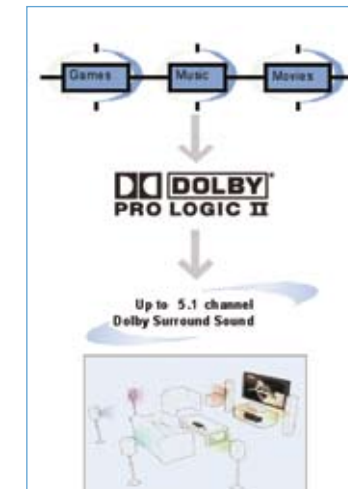 Games Music Movies
DOLBY
PRO LOGIC II
Up to 5.1 channel
Dolby Surround Sound